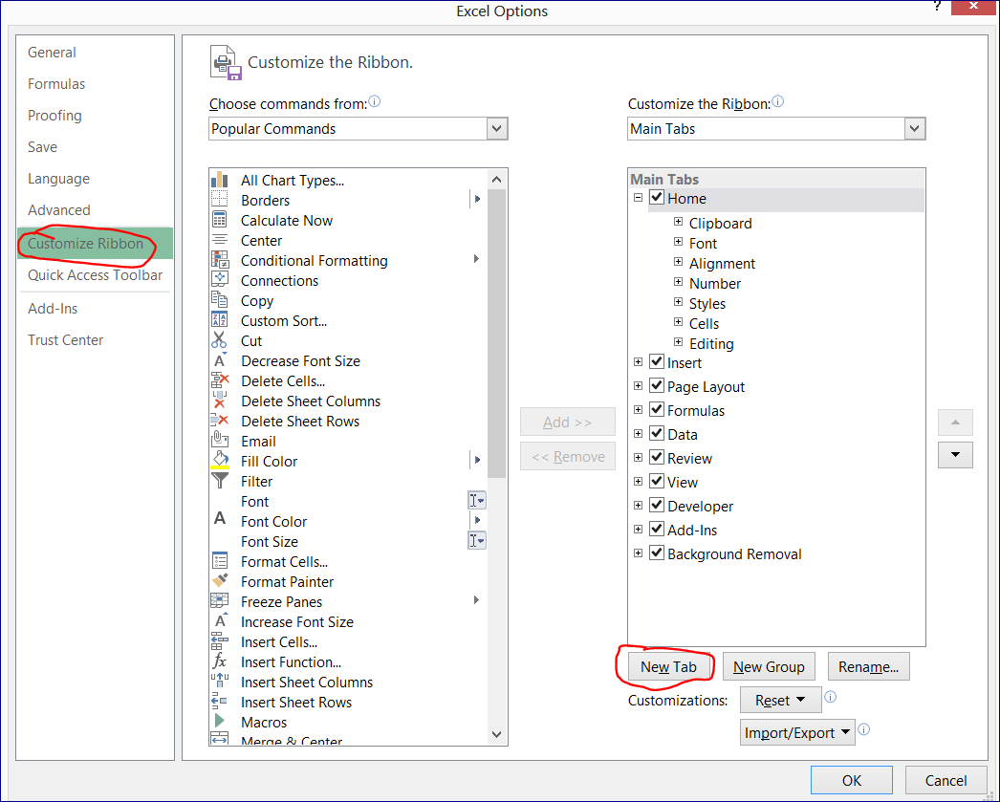 Excel Options
?
General
Formulas
Proofing
Save
Language
Advanced
Customize Ribbon
Quick Access Toolbar
Add-Ins
Trust Center
Customize the Ribbon.
Choose commands from:
Popular Commands
All Chart Types...
Borders
Calculate Now
Center
Conditional Formatting
Connections
Copy
Custom Sort...
Cut
Decrease Font Size
Delete Cells...
Delete Sheet Columns
Delete Sheet Rows
Email
Fill Color
Filter
Font
Font Color
Font Size
Format Cells...
Format Painter
Freeze Panes
Increase Font Size
Insert Cells...
Insert Function...
Insert Sheet Columns
Insert Sheet Rows
Macros
Merge & Center
Add >>
<< Remove
Customize the Ribbon:
Main Tabs
Main Tabs
Home
Clipboard
Font
Alignment
Number
Styles
Cells
Editing
Insert
Page Layout
Formulas
Data
Review
View
Developer
Add-Ins
Background Removal
New Tab New Group Rename...
Customizations: Reset
Import/Export
OK Cancel